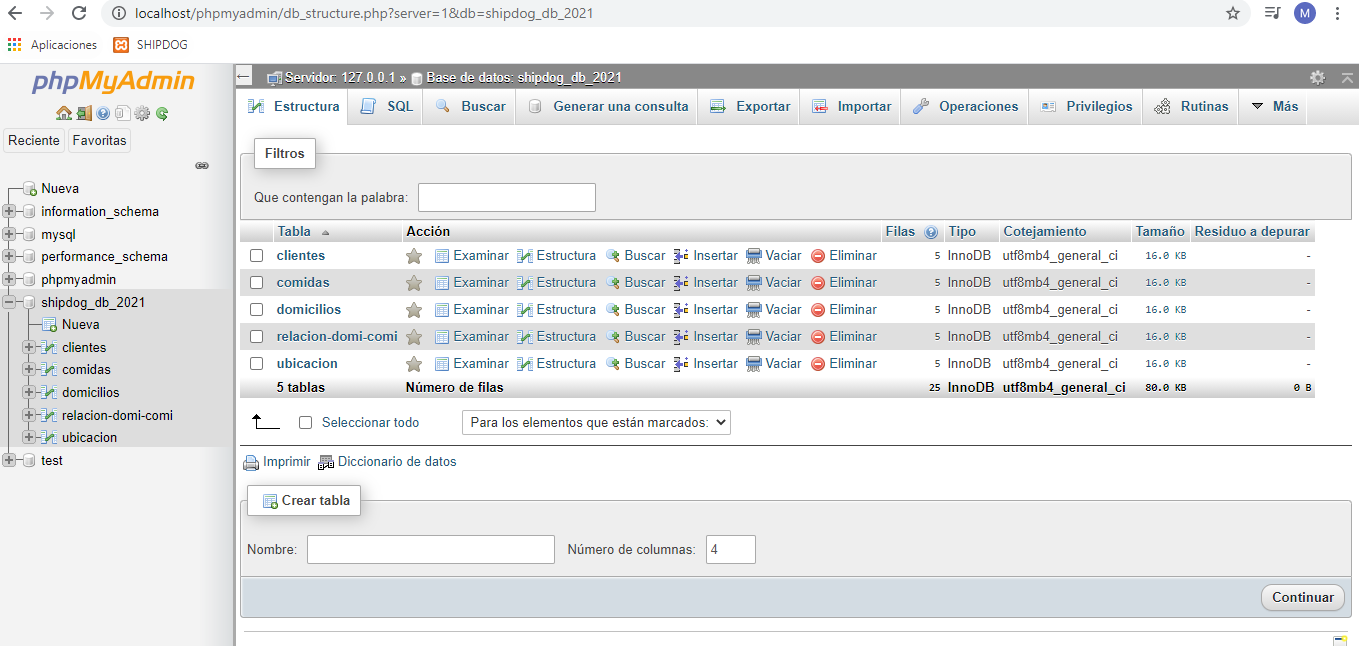 localhost/phpmyadmin/db_structure.php?server=1&db=shipdog_db_2021
M
Aplicaciones
SHIPDOG
phpMyAdmin
Reciente
Favoritas
Nueva
information_schema
mysql
performance_schema
phpmyadmin
shipdog_db_2021
Nueva
clientes
comidas
domicilios
relacion-domi-comi
ubicacion
test
Servidor: 127.0.0.1 » Base de datos: shipdog_db_2021
Estructura SQL Buscar Generar una consulta Exportar Importar Operaciones Privilegios Rutinas Más
Filtros
Que contengan la palabra:
Tabla Acción Filas Tipo Cotejamiento Tamaño Residuo a depurar
clientes Examinar Estructura Buscar Insertar Vaciar Eliminar 5 InnoDB utf8mb4_general_ci 16.0 KB -
comidas Examinar Estructura Buscar Insertar Vaciar Eliminar 5 InnoDB utf8mb4_general_ci 16.0 KB -
domicilios Examinar Estructura Buscar Insertar Vaciar Eliminar 5 InnoDB utf8mb4_general_ci 16.0 KB -
relacion-domi-comi Examinar Estructura Buscar Insertar Vaciar Eliminar 5 InnoDB utf8mb4_general_ci 16.0 KB -
ubicacion Examinar Estructura Buscar Insertar Vaciar Eliminar 5 InnoDB utf8mb4_general_ci 16.0 KB -
5 tablas Número de filas 25 InnoDB utf8mb4_general_ci 80.0 KB 0 B
Seleccionar todo Para los elementos que están marcados:
Imprimir Diccionario de datos
Crear tabla
Nombre: Número de columnas: 4
Continuar